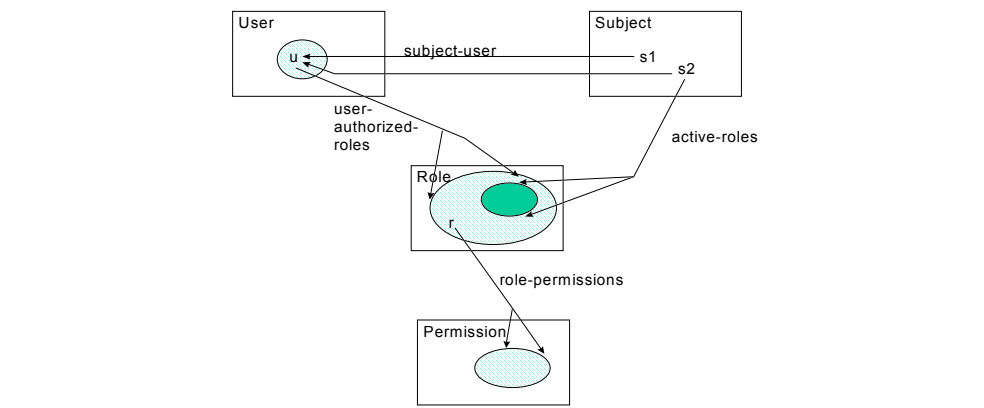 User
Subject
u
subject-user
s1
s2
user-
authorized-
roles
active-roles
Role
r
role-permissions
Permission